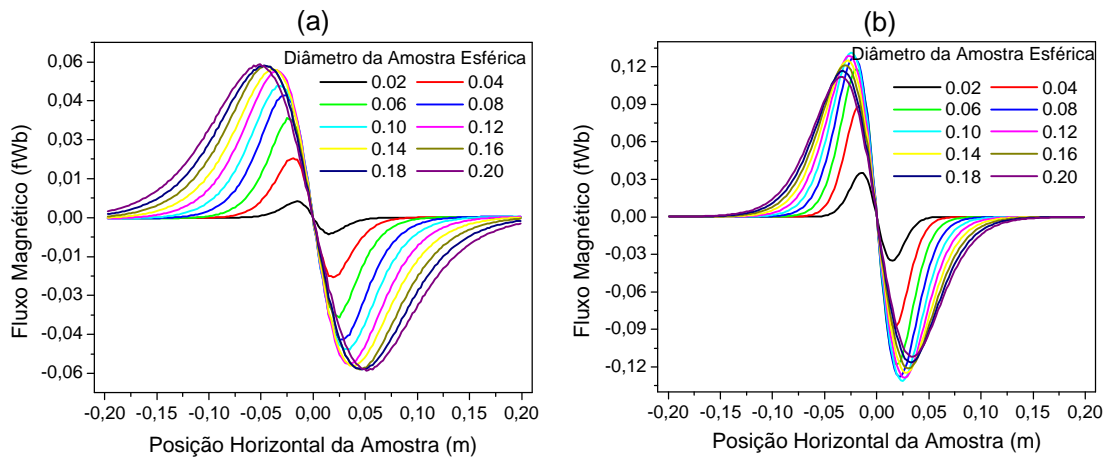 (a)
Diâmetro da Amostra Esférica
0.02 0.04
0.06 0.08
0.10 0.12
0.14 0.16
0.18 0.20
0,06
0,04
0,03
0,01
0,00
-0,01
-0,03
-0,04
-0,06
Fluxo Magnético (fWb)
-0,20 -0,15 -0,10 -0,05 0,00 0,05 0,10 0,15 0,20
Posição Horizontal da Amostra (m)
(b)
Diâmetro da Amostra Esférica
0.02 0.04
0.06 0.08
0.10 0.12
0.14 0.16
0.18 0.20
0,12
0,09
0,06
0,03
0,00
-0,03
-0,06
-0,09
-0,12
Fluxo Magnético (fWb)
-0,20 -0,15 -0,10 -0,05 0,00 0,05 0,10 0,15 0,20
Posição Horizontal da Amostra (m)